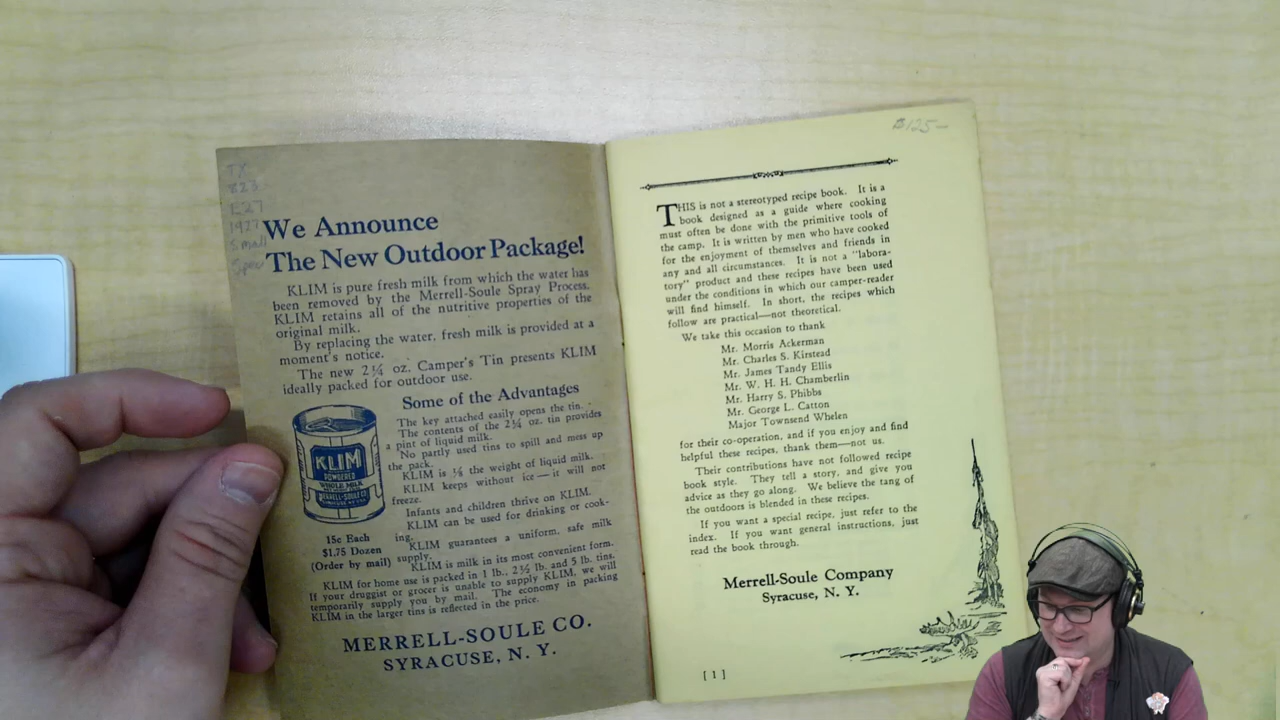 TX
823
E27
1927
Small
Spec
We Announce
The New Outdoor Package!
KLIM is pure fresh milk from which the water has
been removed by the Merrell-Soule Spray Process.
KLIM retains all of the nutritive properties of the
original milk.
By replacing the water, fresh milk is provided at a
moment's notice.
The new 2¼ oz. Camper's Tin presents KLIM
ideally packed for outdoor use.
Some of the Advantages
The key attached easily opens the tin.
The contents of the 2¼ oz. tin provides
a pint of liquid milk.
No partly used tins to spill and mess up
the pack.
KLIM is ⅛ the weight of liquid milk.
KLIM keeps without ice—it will not
freeze.
Infants and children thrive on KLIM.
KLIM can be used for drinking or cook-
ing.
KLIM guarantees a uniform, safe milk
supply.
KLIM is milk in its most convenient form.
KLIM
POWDERED
WHOLE MILK
MERRELL-SOULE CO.
15c Each
$1.75 Dozen
(Order by mail)
KLIM for home use is packed in 1 lb., 2½ lb. and 5 lb. tins.
If your druggist or grocer is unable to supply KLIM, we will
temporarily supply you by mail. The economy in packing
KLIM in the larger tins is reflected in the price.
MERRELL-SOULE CO.
SYRACUSE, N. Y.
B125—
THIS is not a stereotyped recipe book. It is a
book designed as a guide where cooking
must often be done with the primitive tools of
the camp. It is written by men who have cooked
for the enjoyment of themselves and friends in
any and all circumstances. It is not a "labora-
tory" product and these recipes have been used
under the conditions in which our camper-reader
will find himself. In short, the recipes which
follow are practical—not theoretical.
We take this occasion to thank
Mr. Morris Ackerman
Mr. Charles S. Kirstead
Mr. James Tandy Ellis
Mr. W. H. H. Chamberlin
Mr. Harry S. Phibbs
Mr. George L. Catton
Major Townsend Whelen
for their co-operation, and if you enjoy and find
helpful these recipes, thank them—not us.
Their contributions have not followed recipe
book style. They tell a story, and give you
advice as they go along. We believe the tang of
the outdoors is blended in these recipes.
If you want a special recipe, just refer to the
index. If you want general instructions, just
read the book through.
Merrell-Soule Company
Syracuse, N. Y.
[ 1 ]